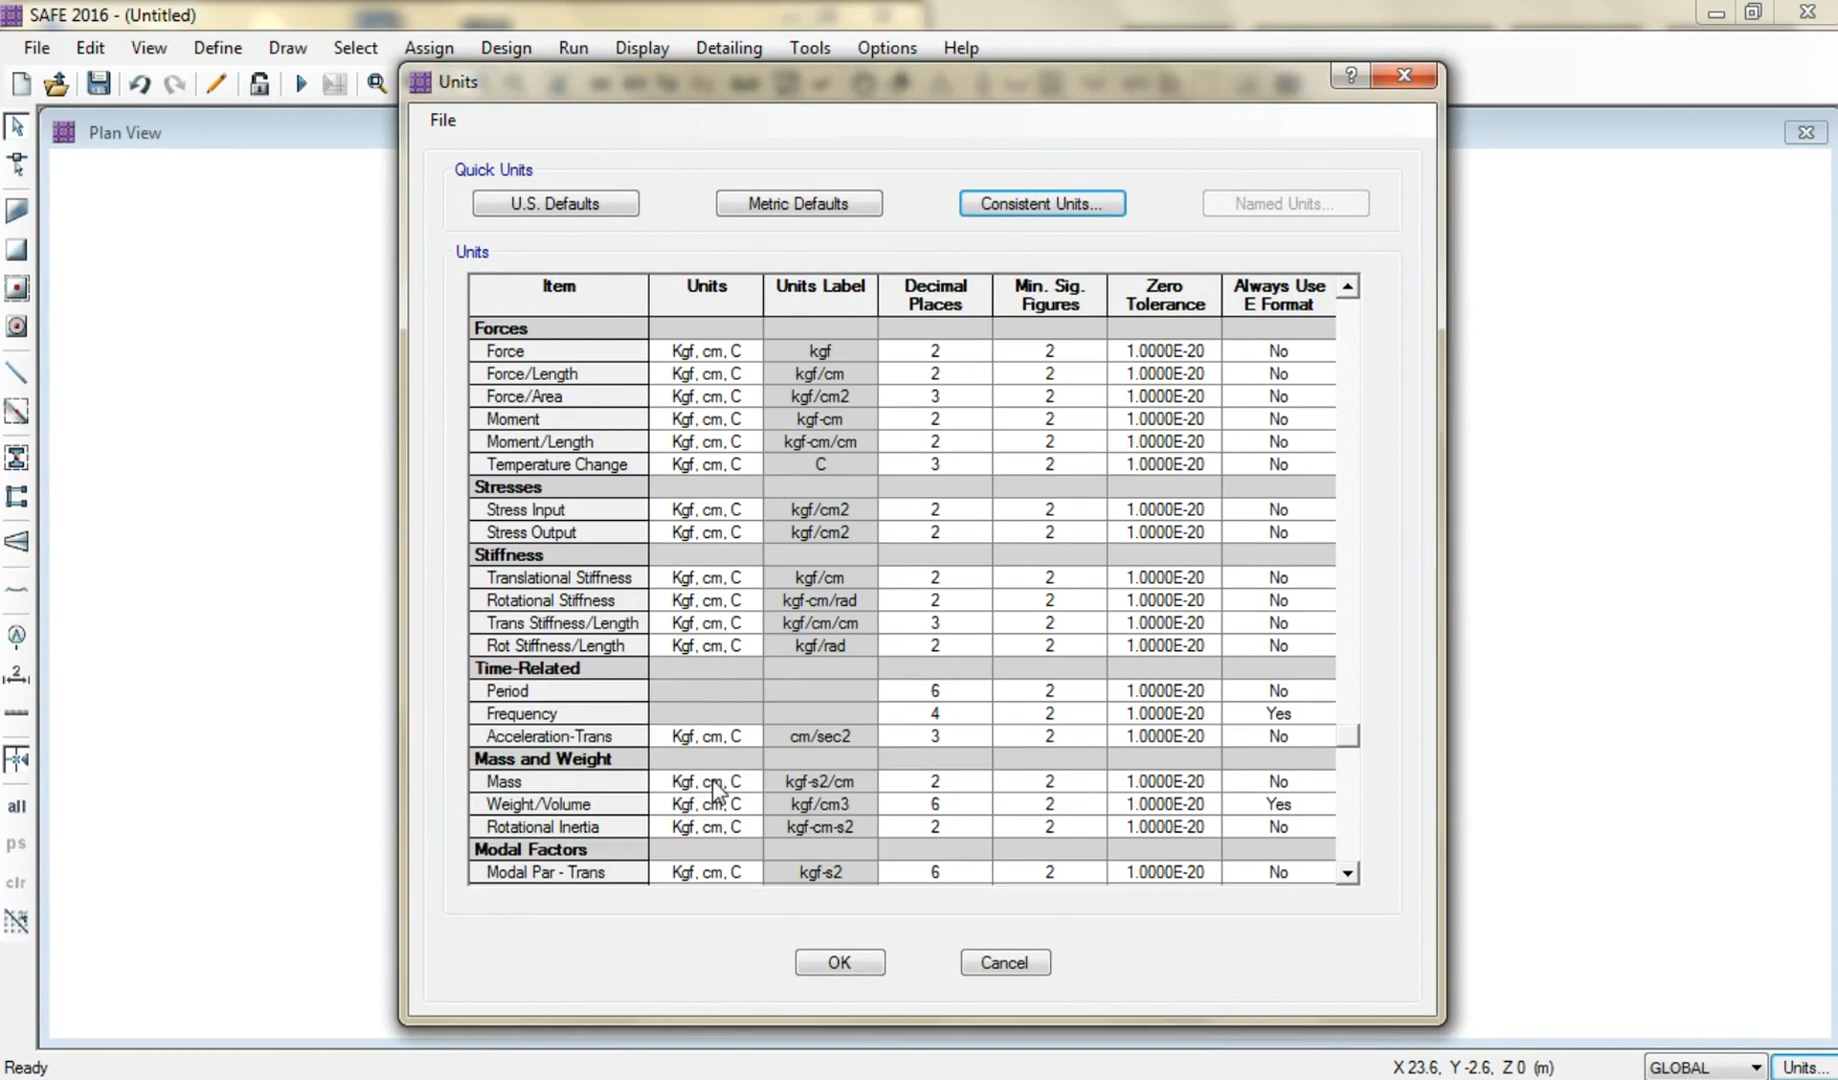 SAFE 2016 - (Untitled)
File Edit View Define Draw Select Assign Design Run Display Detailing Tools Options Help
Units
Plan View
File
Quick Units
U.S. Defaults Metric Defaults Consistent Units... Named Units...
Units
Item Units Units Label Decimal Places Min. Sig. Figures Zero Tolerance Always Use E Format
Forces
Force Kgf, cm, C kgf 2 2 1.0000E-20 No
Force/Length Kgf, cm, C kgf/cm 2 2 1.0000E-20 No
Force/Area Kgf, cm, C kgf/cm2 3 2 1.0000E-20 No
Moment Kgf, cm, C kgf-cm 2 2 1.0000E-20 No
Moment/Length Kgf, cm, C kgf-cm/cm 2 2 1.0000E-20 No
Temperature Change Kgf, cm, C C 3 2 1.0000E-20 No
Stresses
Stress Input Kgf, cm, C kgf/cm2 2 2 1.0000E-20 No
Stress Output Kgf, cm, C kgf/cm2 2 2 1.0000E-20 No
Stiffness
Translational Stiffness Kgf, cm, C kgf/cm 2 2 1.0000E-20 No
Rotational Stiffness Kgf, cm, C kgf-cm/rad 2 2 1.0000E-20 No
Trans Stiffness/Length Kgf, cm, C kgf/cm/cm 3 2 1.0000E-20 No
Rot Stiffness/Length Kgf, cm, C kgf/rad 2 2 1.0000E-20 No
Time-Related
Period 6 2 1.0000E-20 No
Frequency 4 2 1.0000E-20 Yes
Acceleration-Trans Kgf, cm, C cm/sec2 3 2 1.0000E-20 No
Mass and Weight
Mass Kgf, cm, C kgf-s2/cm 2 2 1.0000E-20 No
Weight/Volume Kgf, cm, C kgf/cm3 6 2 1.0000E-20 Yes
Rotational Inertia Kgf, cm, C kgf-cm-s2 2 2 1.0000E-20 No
Modal Factors
Modal Par - Trans Kgf, cm, C kgf-s2 6 2 1.0000E-20 No
all
ps
clr
OK Cancel
Ready X 23.6, Y -2.6, Z 0 (m) GLOBAL Units...